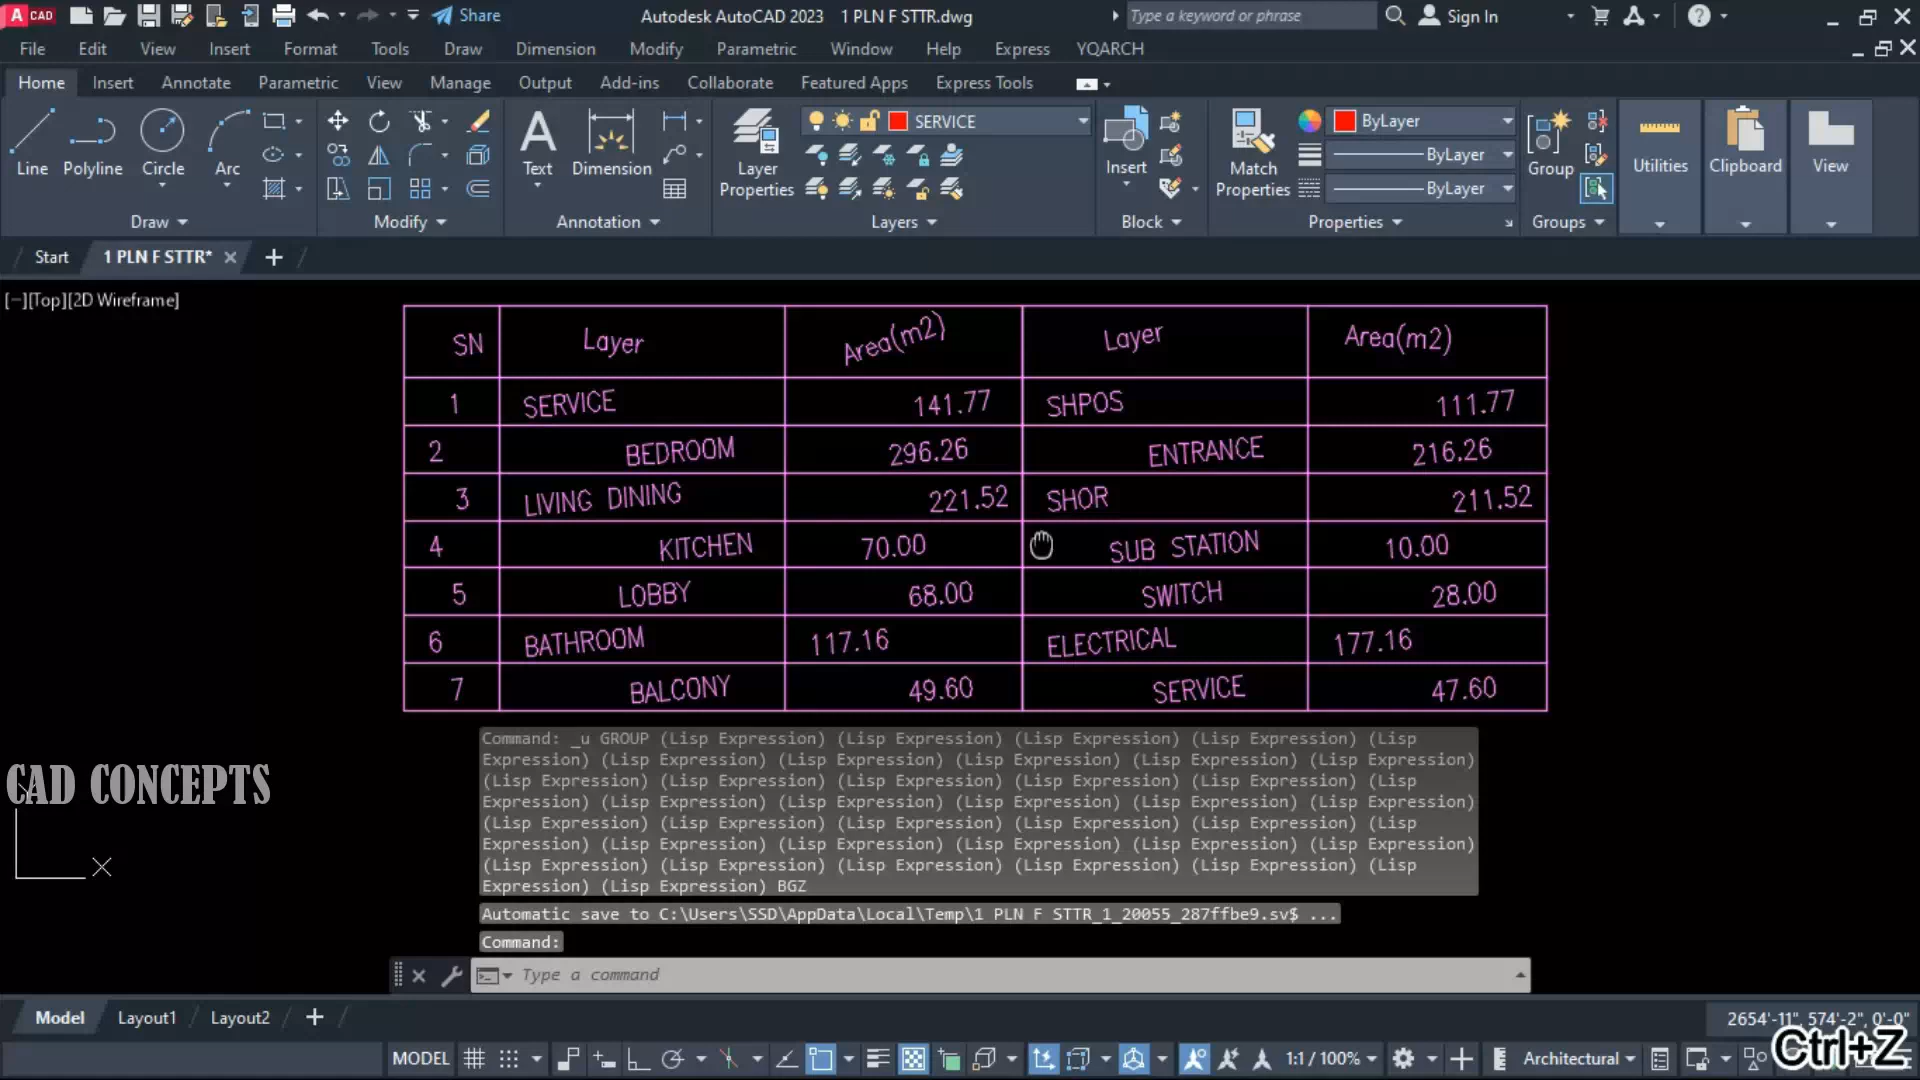 A CAD
Share
Autodesk AutoCAD 2023 1 PLN F STTR.dwg
Type a keyword or phrase
Sign In
File Edit View Insert Format Tools Draw Dimension Modify Parametric Window Help Express YQARCH
Home Insert Annotate Parametric View Manage Output Add-ins Collaborate Featured Apps Express Tools
SERVICE
ByLayer
ByLayer
ByLayer
Line Polyline Circle Arc Text Dimension Layer Properties Insert Match Properties Group Utilities Clipboard View
Draw Modify Annotation Layers Block Properties Groups
Start 1 PLN F STTR*
[−][Top][2D Wireframe]
SN Layer Area(m2) Layer Area(m2)
1 SERVICE 141.77 SHPOS 111.77
2 BEDROOM 296.26 ENTRANCE 216.26
3 LIVING DINING 221.52 SHOR 211.52
4 KITCHEN 70.00 SUB STATION 10.00
5 LOBBY 68.00 SWITCH 28.00
6 BATHROOM 117.16 ELECTRICAL 177.16
7 BALCONY 49.60 SERVICE 47.60
Command: _u GROUP (Lisp Expression) (Lisp Expression) (Lisp Expression) (Lisp Expression) (Lisp
Expression) (Lisp Expression) (Lisp Expression) (Lisp Expression) (Lisp Expression) (Lisp Expression)
(Lisp Expression) (Lisp Expression) (Lisp Expression) (Lisp Expression) (Lisp Expression) (Lisp
Expression) (Lisp Expression) (Lisp Expression) (Lisp Expression) (Lisp Expression) (Lisp Expression)
(Lisp Expression) (Lisp Expression) (Lisp Expression) (Lisp Expression) (Lisp Expression) (Lisp
Expression) (Lisp Expression) (Lisp Expression) (Lisp Expression) (Lisp Expression) (Lisp Expression)
(Lisp Expression) (Lisp Expression) (Lisp Expression) (Lisp Expression) (Lisp Expression) (Lisp
Expression) (Lisp Expression) BGZ
CAD CONCEPTS
Automatic save to C:\Users\SSD\AppData\Local\Temp\1 PLN F STTR_1_20055_287ffbe9.sv$ ...
Command:
Type a command
Model Layout1 Layout2
2654'-11", 574'-2", 0'-0"
MODEL 1:1 / 100% Architectural
Ctrl+Z